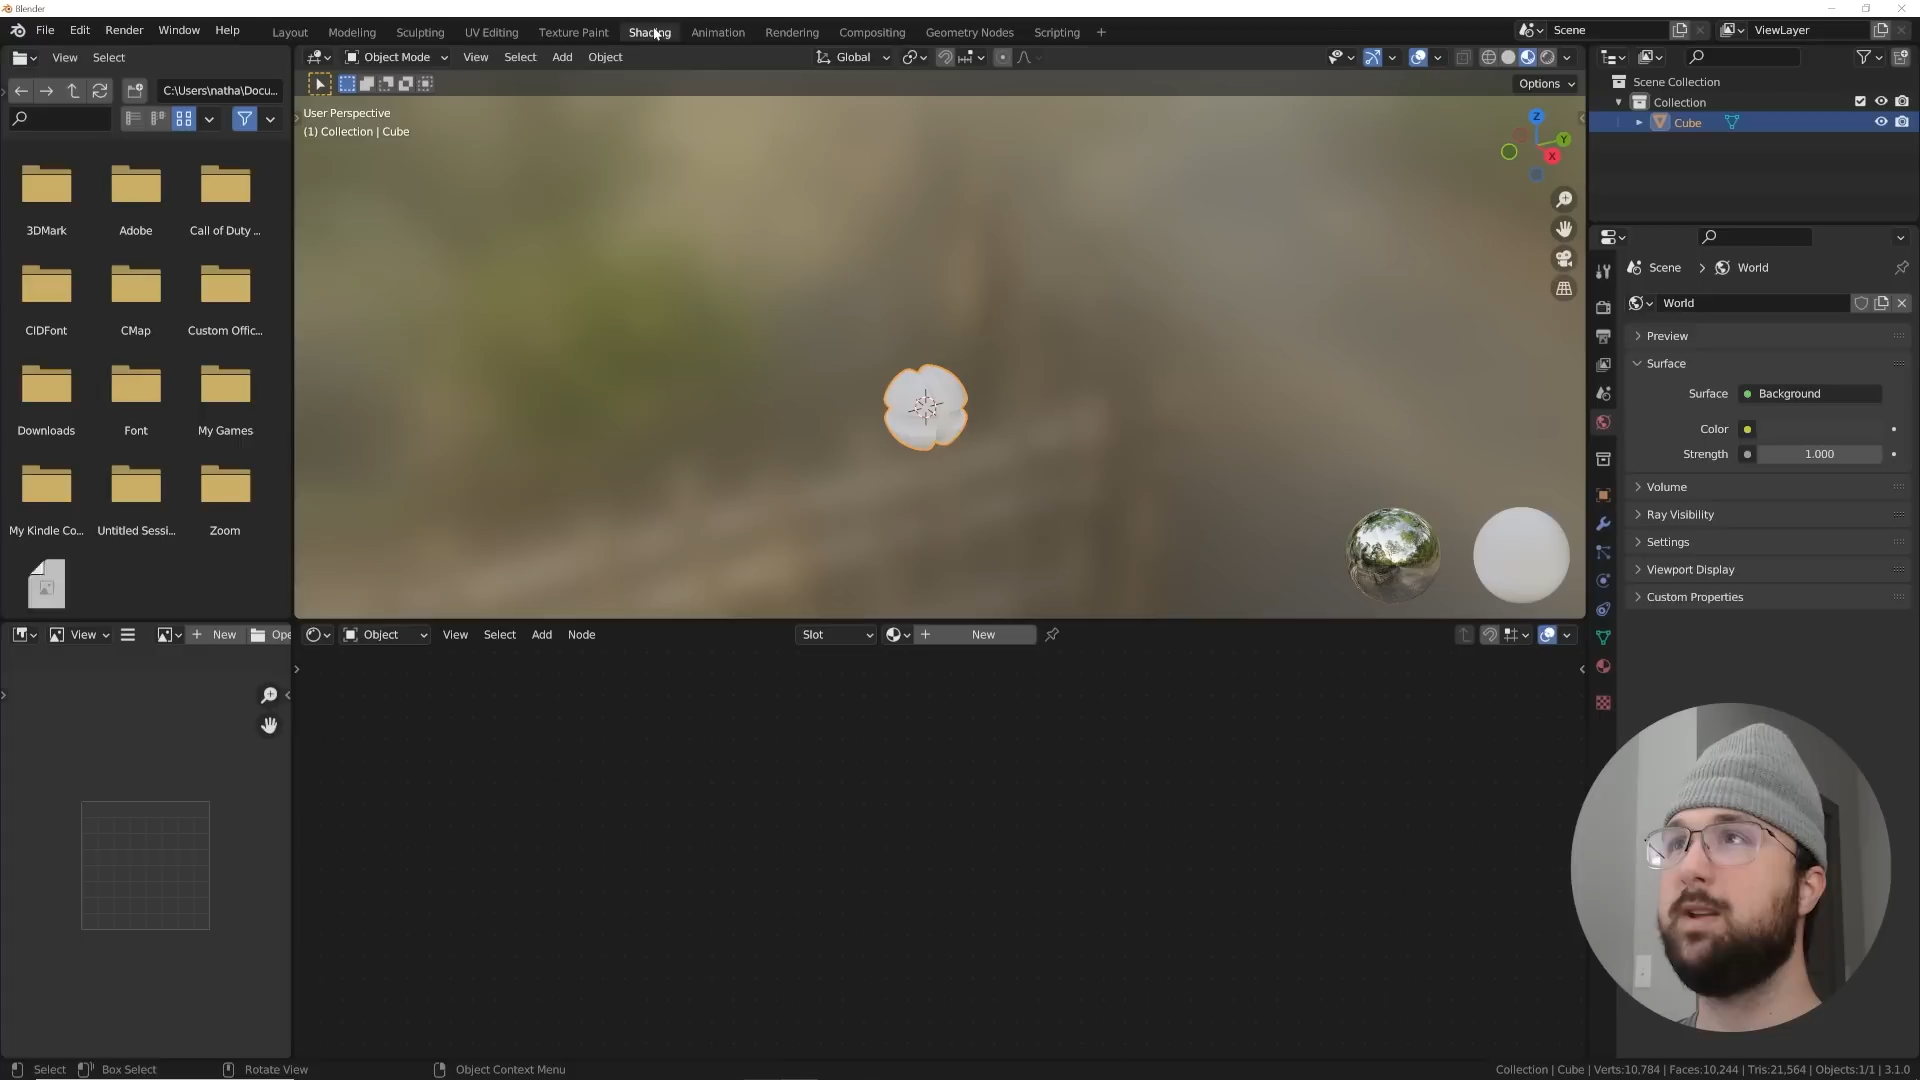 Blender
File Edit Render Window Help
Layout Modeling Sculpting UV Editing Texture Paint Shading Animation Rendering Compositing Geometry Nodes Scripting
Scene
ViewLayer
View Select
C:\Users\natha\Docu...
Object Mode View Select Add Object
Global
Options
User Perspective
(1) Collection | Cube
Z
Y
X
3DMark Adobe Call of Duty ...
CIDFont CMap Custom Offic...
Downloads Font My Games
My Kindle Co... Untitled Sessi... Zoom
Scene Collection
Collection
Cube
Scene World
World
Preview
Surface
Surface Background
Color
Strength 1.000
Volume
Ray Visibility
Settings
Viewport Display
Custom Properties
View New Ope
Object View Select Add Node
Slot
New
Select Box Select Rotate View Object Context Menu
Collection | Cube | Verts:10,784 | Faces:10,244 | Tris:21,564 | Objects:1/1 | 3.1.0